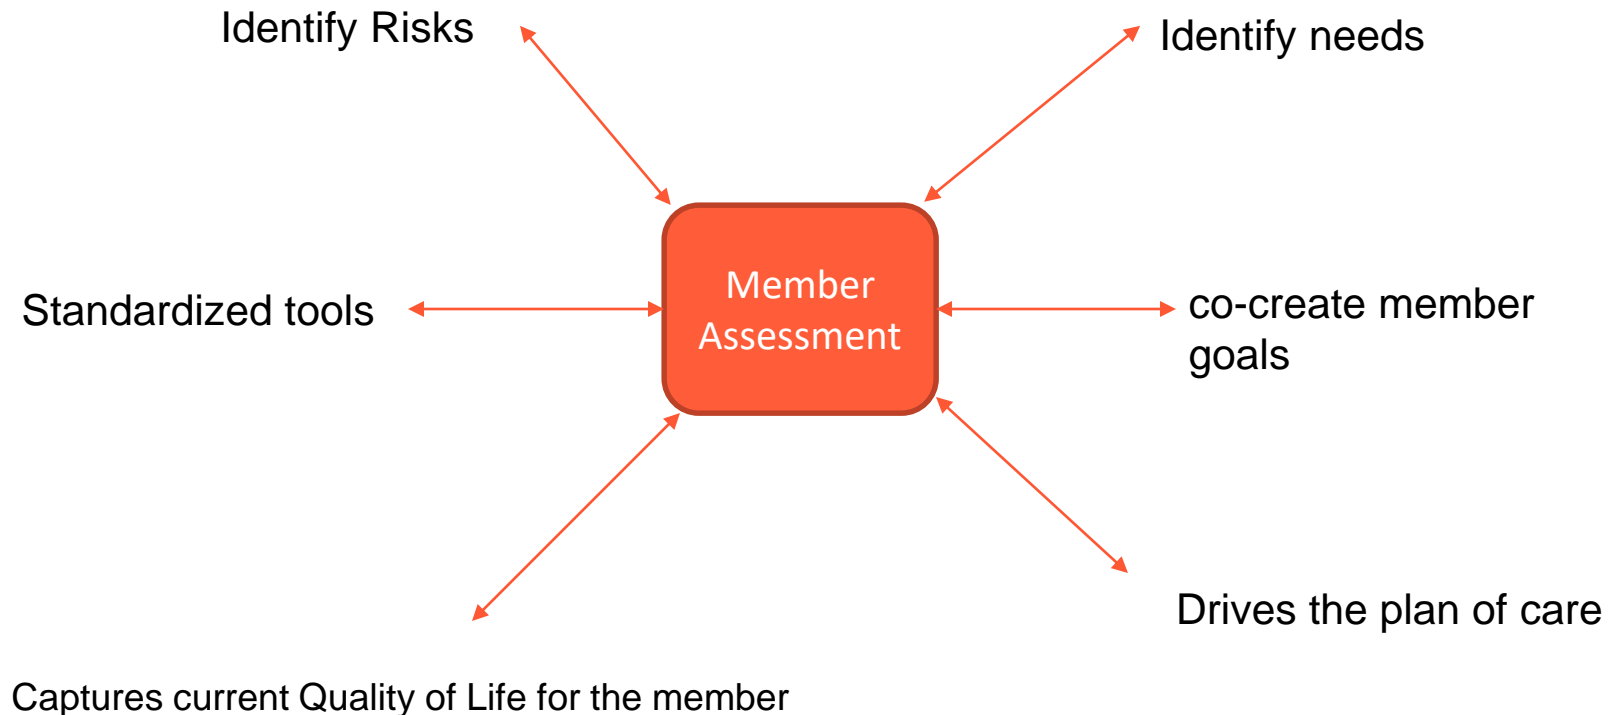 Identify Risks
Identify needs
Member
Assessment
Standardized tools
co-create member
goals
Drives the plan of care
Captures current Quality of Life for the member